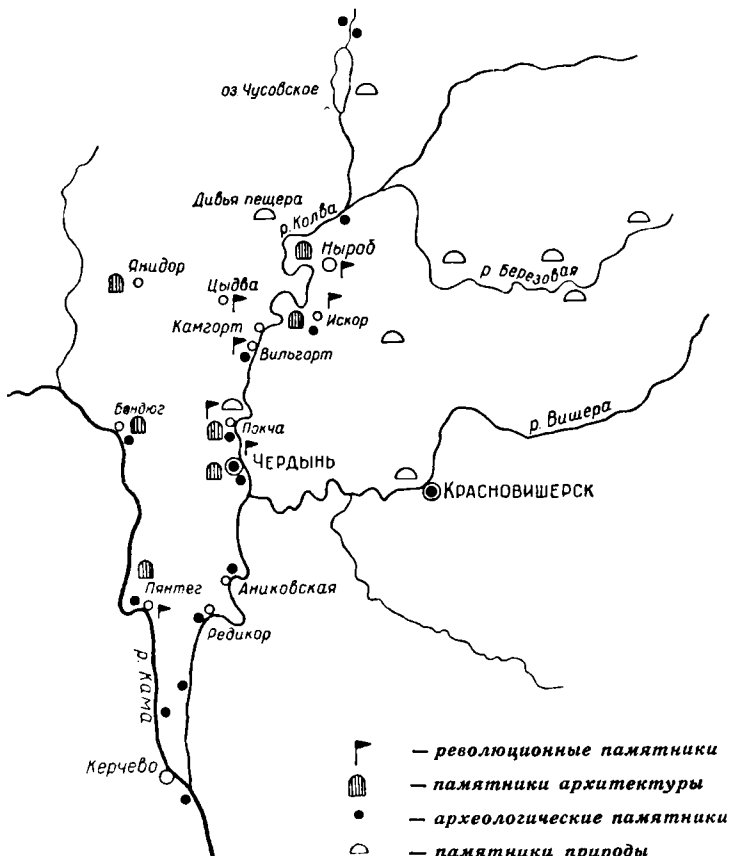 оз. Чусовское
Дивья пещера
р. Колва
Ныроб
Янидор
Цыдва
р. Березовая
Искор
Камгорт
Вильгорт
Бондюг
Покча
р. Вишера
ЧЕРДЫНЬ
КРАСНОВИШЕРСК
Пянтег
Аниковская
Редикор
р. Кама
Керчево
— революционные памятники
— памятники архитектуры
— археологические памятники
— памятники природы